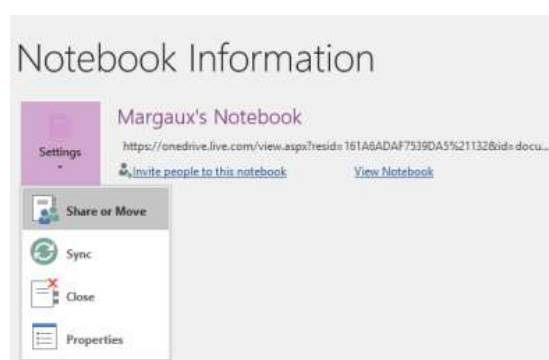 Notebook Information
Margaux's Notebook
Settings
https://onedrive.live.com/view.aspx?resid=161A6ADAF7539DA5%21132&id=docu...
Invite people to this notebook View Notebook
Share or Move
Sync
Close
Properties